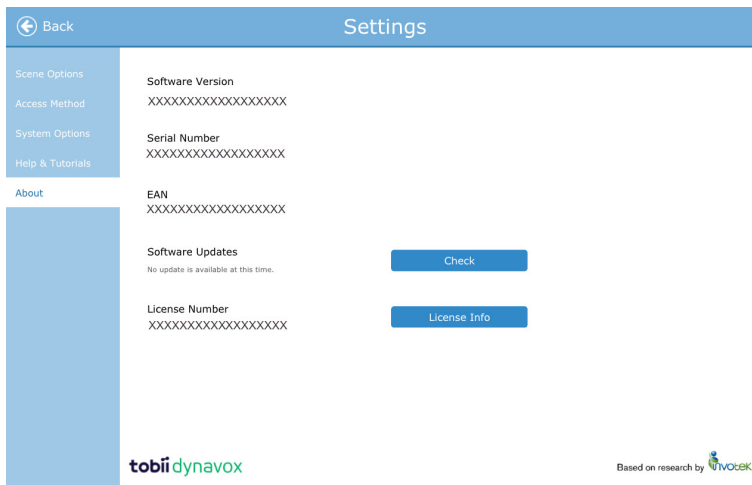 Back
Settings
Scene Options
Access Method
System Options
Help & Tutorials
About
Software Version
XXXXXXXXXXXXXXXXXX
Serial Number
XXXXXXXXXXXXXXXXXX
EAN
XXXXXXXXXXXXXXXXXX
Software Updates
No update is available at this time.
Check
License Number
XXXXXXXXXXXXXXXXXX
License Info
tobii dynavox
Based on research by invotek